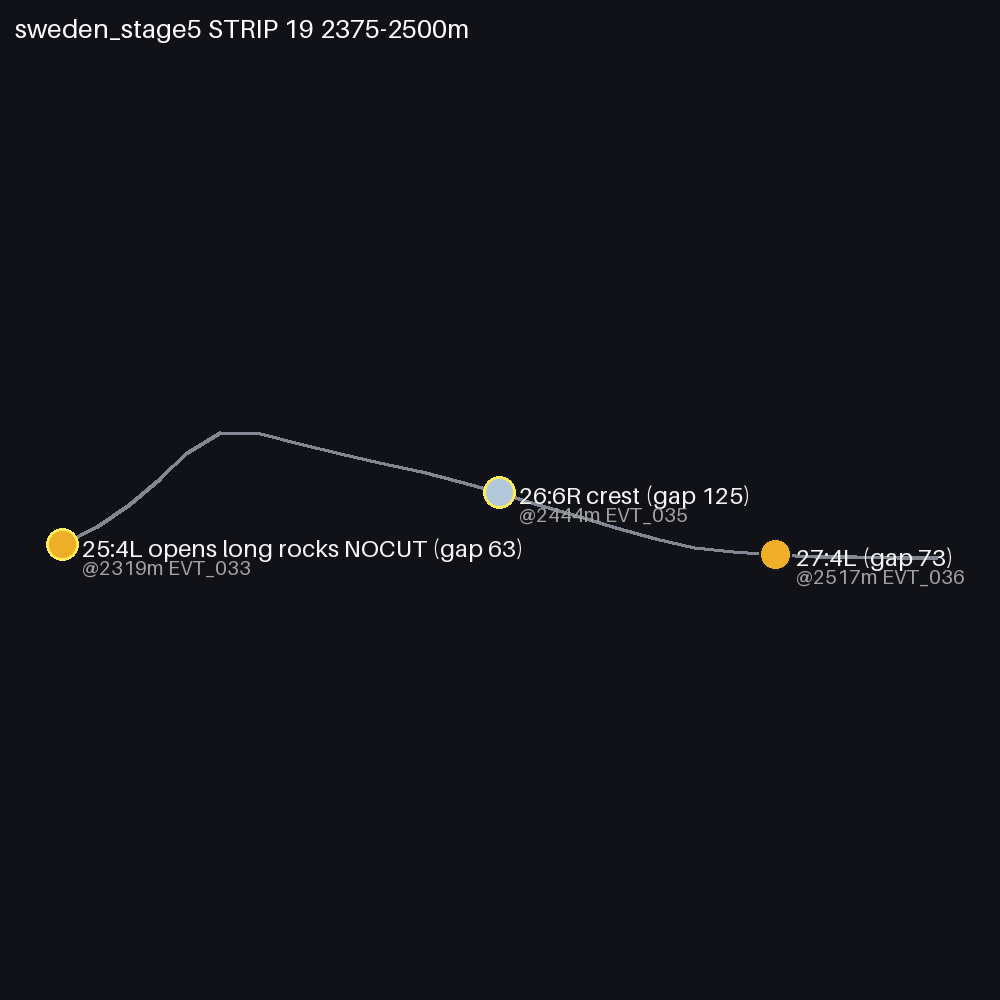 sweden_stage5 STRIP 19 2375-2500m
26:6R crest (gap 125)
@2444m EVT_035
25:4L opens long rocks NOCUT (gap 63)
@2319m EVT_033
27:4L (gap 73)
@2517m EVT_036